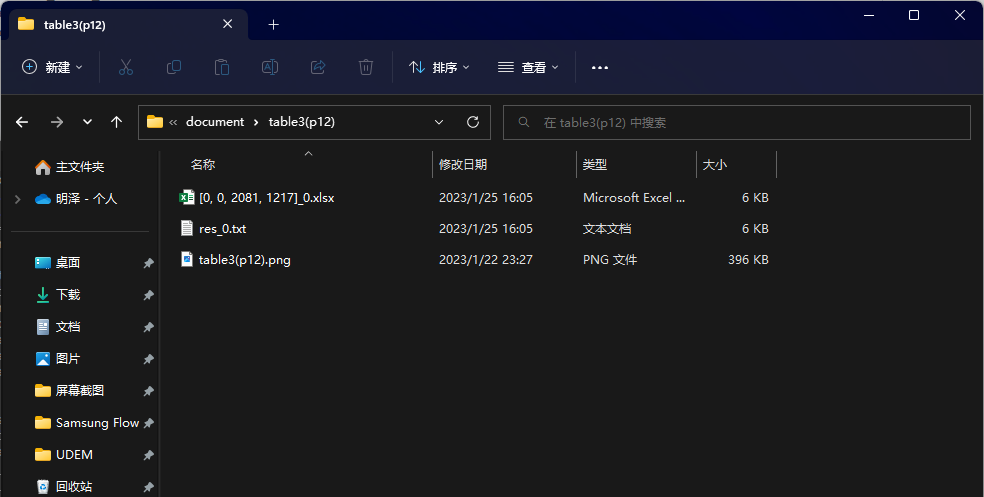 table3(p12)
新建
排序
查看
document
table3(p12)
在 table3(p12) 中搜索
主文件夹
明泽 - 个人
桌面
下载
文档
图片
屏幕截图
Samsung Flow
UDEM
回收站
名称 修改日期 类型 大小
[0, 0, 2081, 1217]_0.xlsx 2023/1/25 16:05 Microsoft Excel ... 6 KB
res_0.txt 2023/1/25 16:05 文本文档 6 KB
table3(p12).png 2023/1/22 23:27 PNG 文件 396 KB